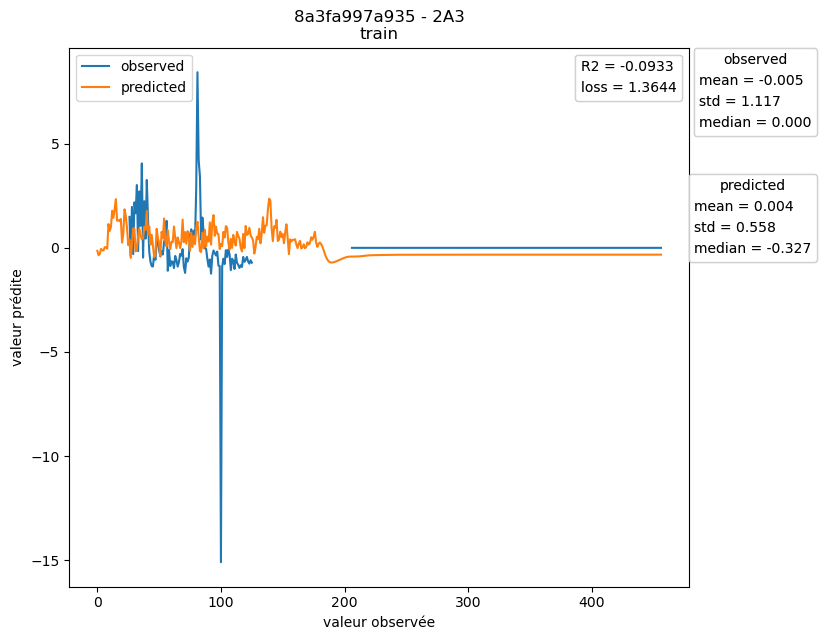 8a3fa997a935 - 2A3
train
observed
predicted
R2 = -0.0933
loss = 1.3644
observed
mean = -0.005
std = 1.117
median = 0.000
predicted
mean = 0.004
std = 0.558
median = -0.327
valeur prédite
5
0
−5
−10
−15
0
100
200
300
400
valeur observée